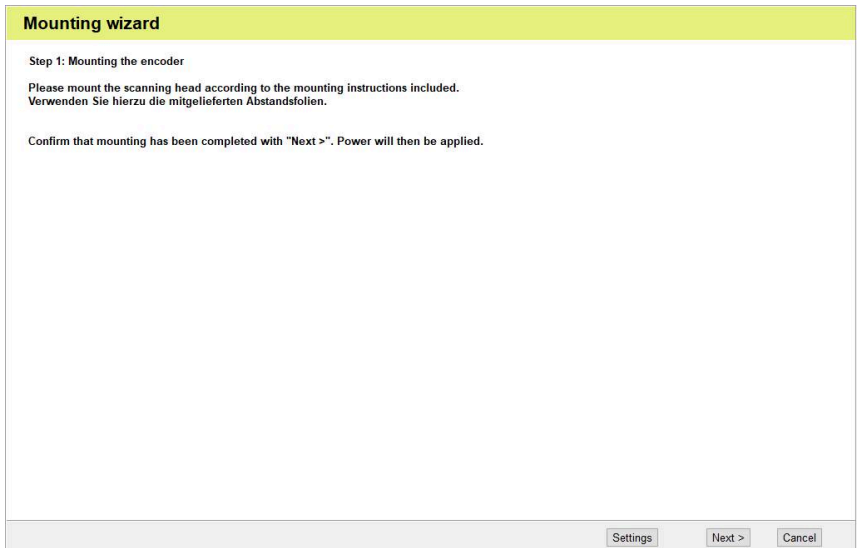 Mounting wizard
Step 1: Mounting the encoder
Please mount the scanning head according to the mounting instructions included.
Verwenden Sie hierzu die mitgelieferten Abstandsfolien.
Confirm that mounting has been completed with "Next >". Power will then be applied.
Settings Next > Cancel